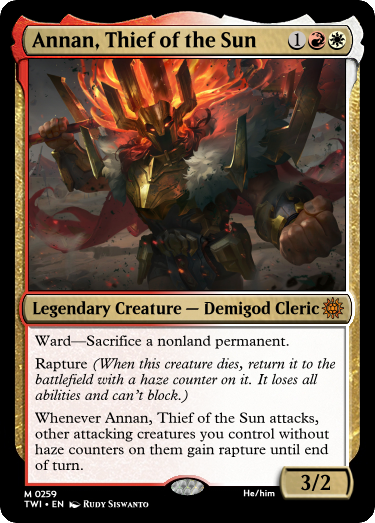 Annan, Thief of the Sun 1
Legendary Creature — Demigod Cleric
Ward—Sacrifice a nonland permanent.
Rapture (When this creature dies, return it to the
battlefield with a haze counter on it. It loses all
abilities and can't block.)
Whenever Annan, Thief of the Sun attacks,
other attacking creatures you control without
haze counters on them gain rapture until end
of turn.
3/2
M 0259
TWI • EN Rudy Siswanto
He/him